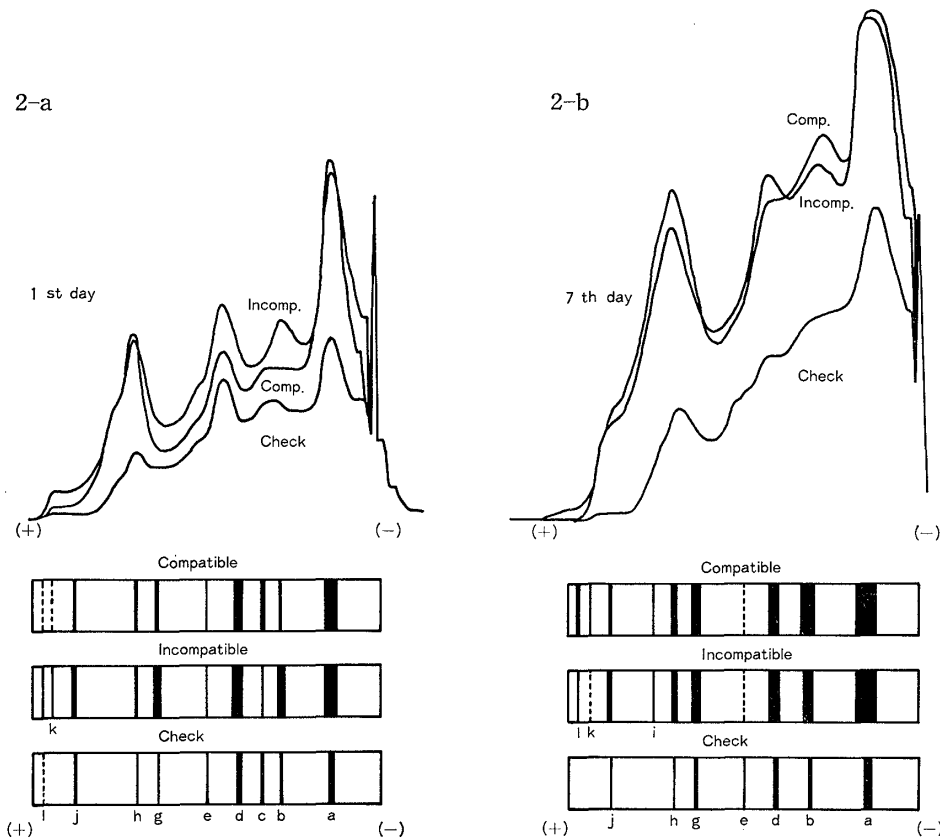 2-a
1 st day
Incomp.
Comp.
Check
(+)
(-)
Compatible
Incompatible
k
Check
l j h g e d c b a
(+)
(-)
2-b
7 th day
Comp.
Incomp.
Check
(+)
(-)
Compatible
Incompatible
l k i
Check
j h g e d b a
(+)
(-)